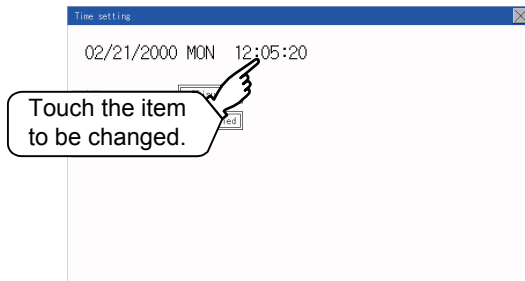 Time setting
02/21/2000 MON 12:05:20
Touch the item
to be changed.